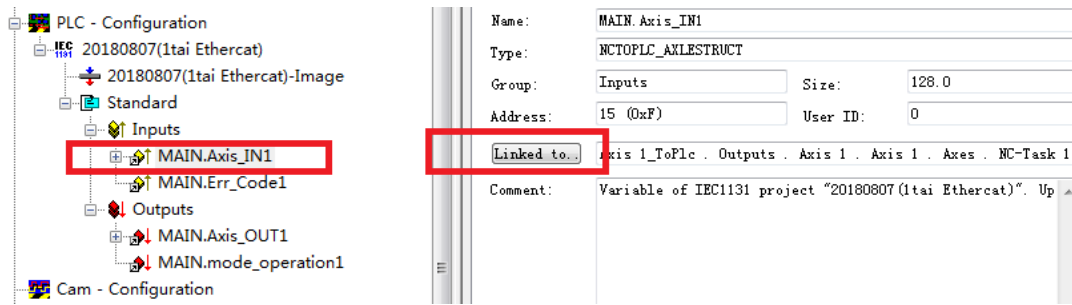 PLC - Configuration
IEC 1131 20180807(1tai Ethercat)
20180807(1tai Ethercat)-Image
Standard
Inputs
MAIN.Axis_IN1
MAIN.Err_Code1
Outputs
MAIN.Axis_OUT1
MAIN.mode_operation1
Cam - Configuration
Name: MAIN.Axis_IN1
Type: NCTOPLC_AXLESTRUCT
Group: Inputs Size: 128.0
Address: 15 (0xF) User ID: 0
Linked to.. Axis 1_ToPlc . Outputs . Axis 1 . Axis 1 . Axes . NC-Task 1
Comment: Variable of IEC1131 project "20180807(1tai Ethercat)". Up